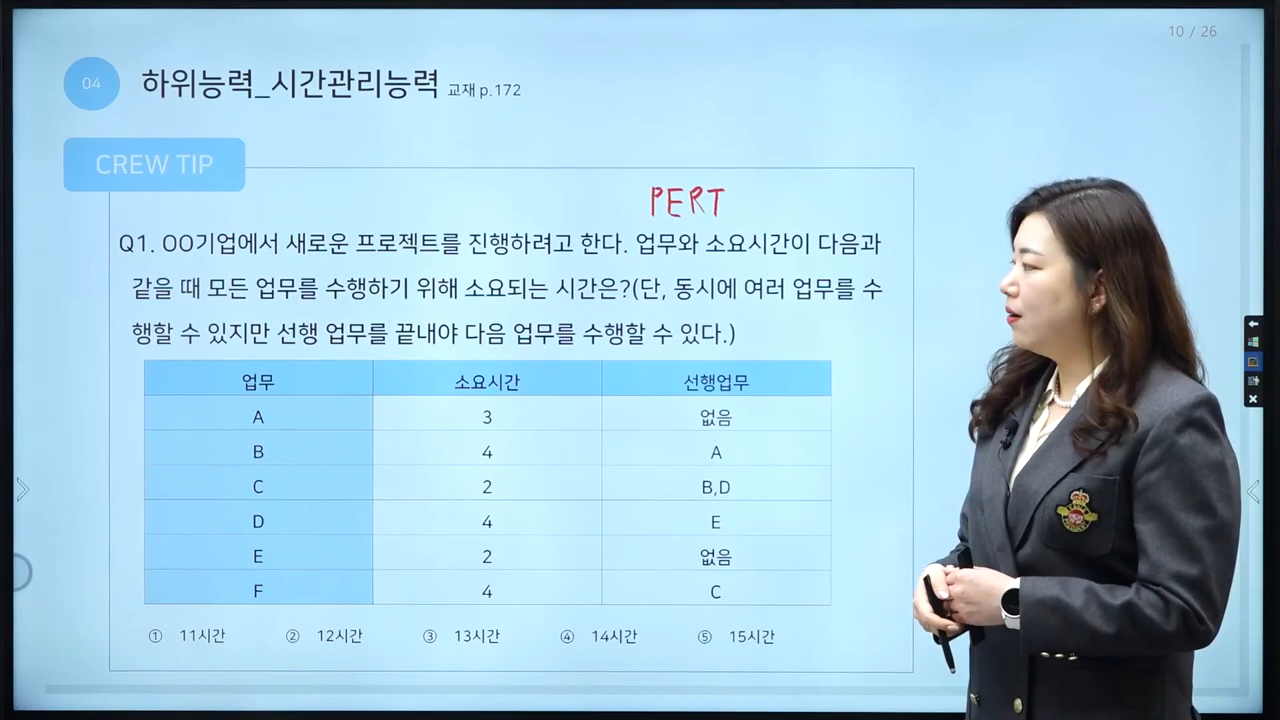 10 / 26
04
하위능력_시간관리능력 교재 p.172
CREW TIP
PERT
Q1. OO기업에서 새로운 프로젝트를 진행하려고 한다. 업무와 소요시간이 다음과
같을 때 모든 업무를 수행하기 위해 소요되는 시간은?(단, 동시에 여러 업무를 수
행할 수 있지만 선행 업무를 끝내야 다음 업무를 수행할 수 있다.)
업무 소요시간 선행업무
A 3 없음
B 4 A
C 2 B,D
D 4 E
E 2 없음
F 4 C
① 11시간 ② 12시간 ③ 13시간 ④ 14시간 ⑤ 15시간